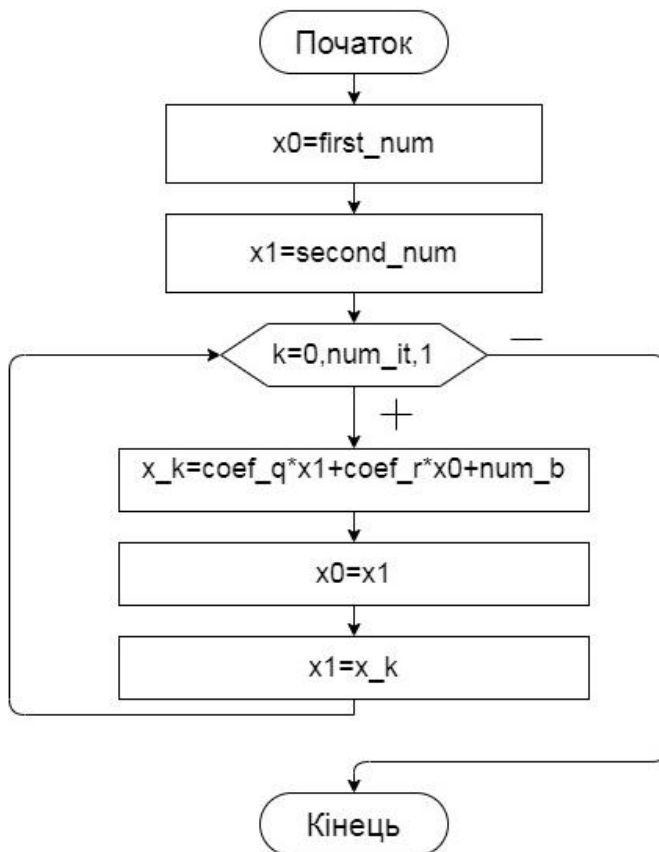 Початок
x0=first_num
x1=second_num
k=0,num_it,1
—
+
x_k=coef_q*x1+coef_r*x0+num_b
x0=x1
x1=x_k
Кінець